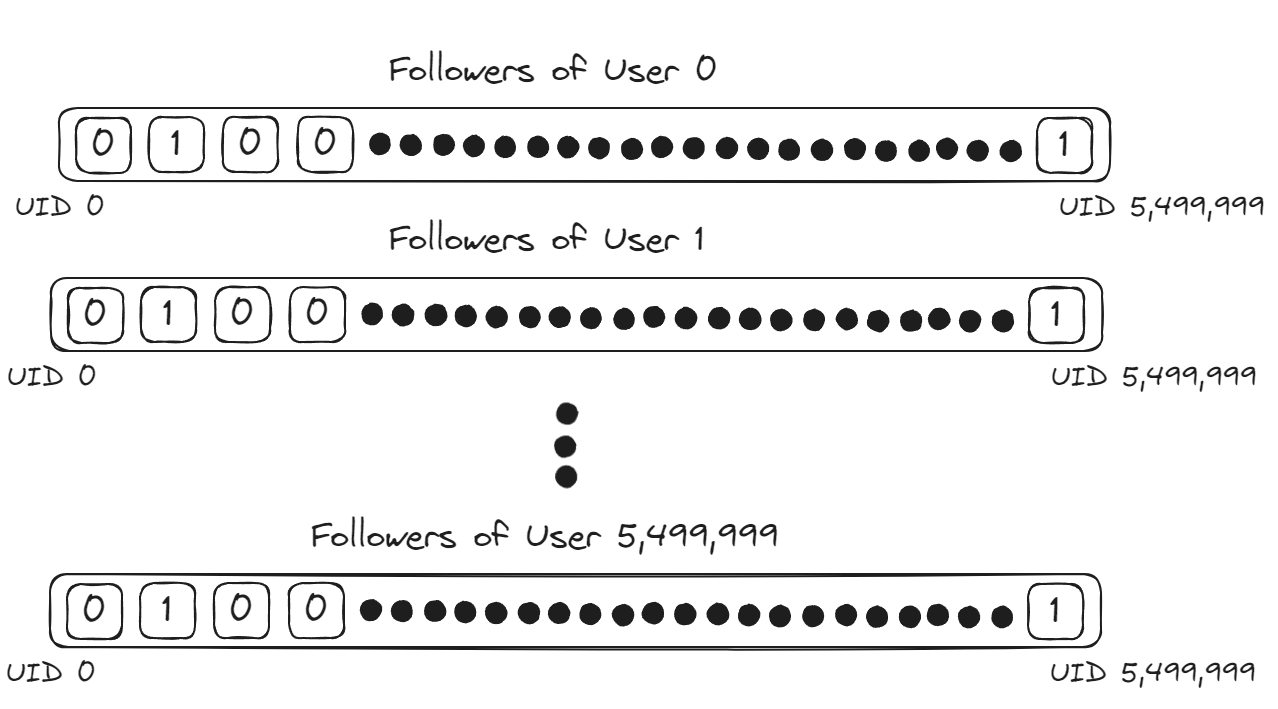 Followers of User 0
0 1 0 0 1
UID 0 UID 5,499,999
Followers of User 1
0 1 0 0 1
UID 0 UID 5,499,999
Followers of User 5,499,999
0 1 0 0 1
UID 0 UID 5,499,999